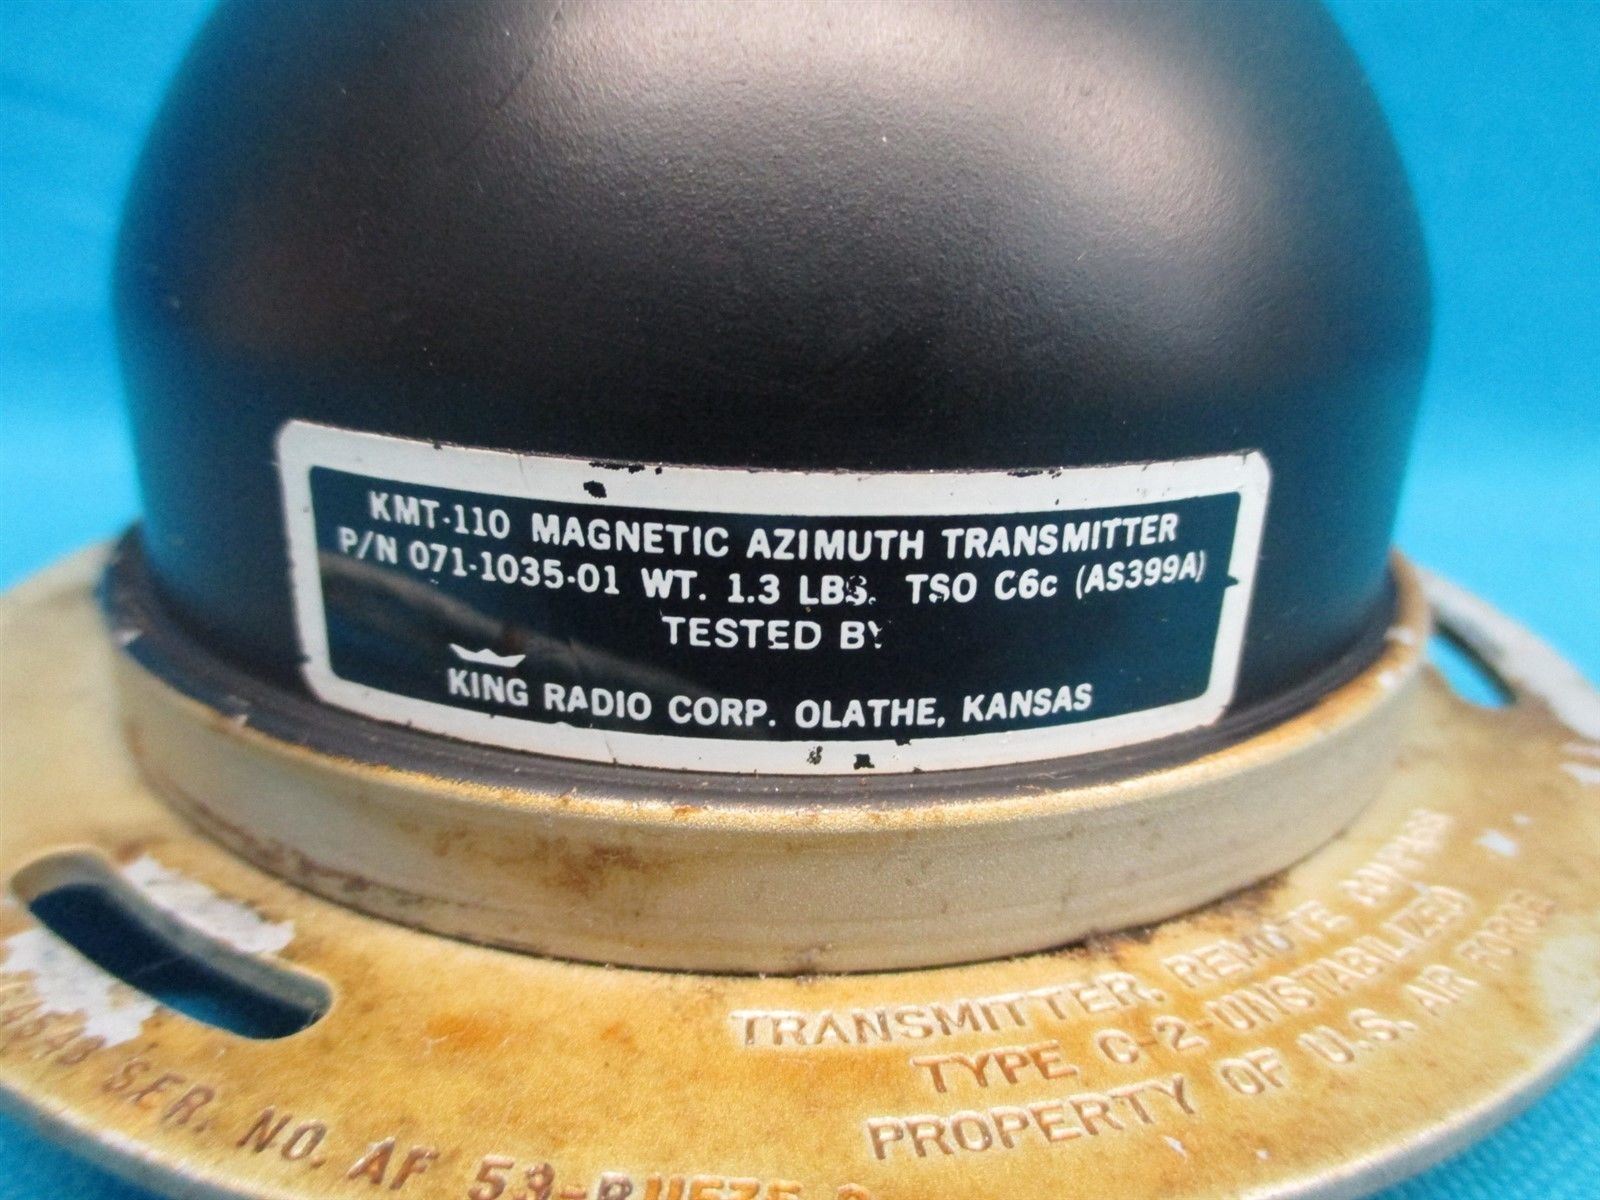 KMT-110 MAGNETIC AZIMUTH TRANSMITTER
P/N 071-1035-01 WT. 1.3 LBS. TSO C6c (AS399A)
TESTED BY
KING RADIO CORP. OLATHE, KANSAS
TRANSMITTER, REMOTE COMPASS
TYPE C-2-UNSTABILIZED
PROPERTY OF U.S. AIR FORCE
SER. NO. AF 53-